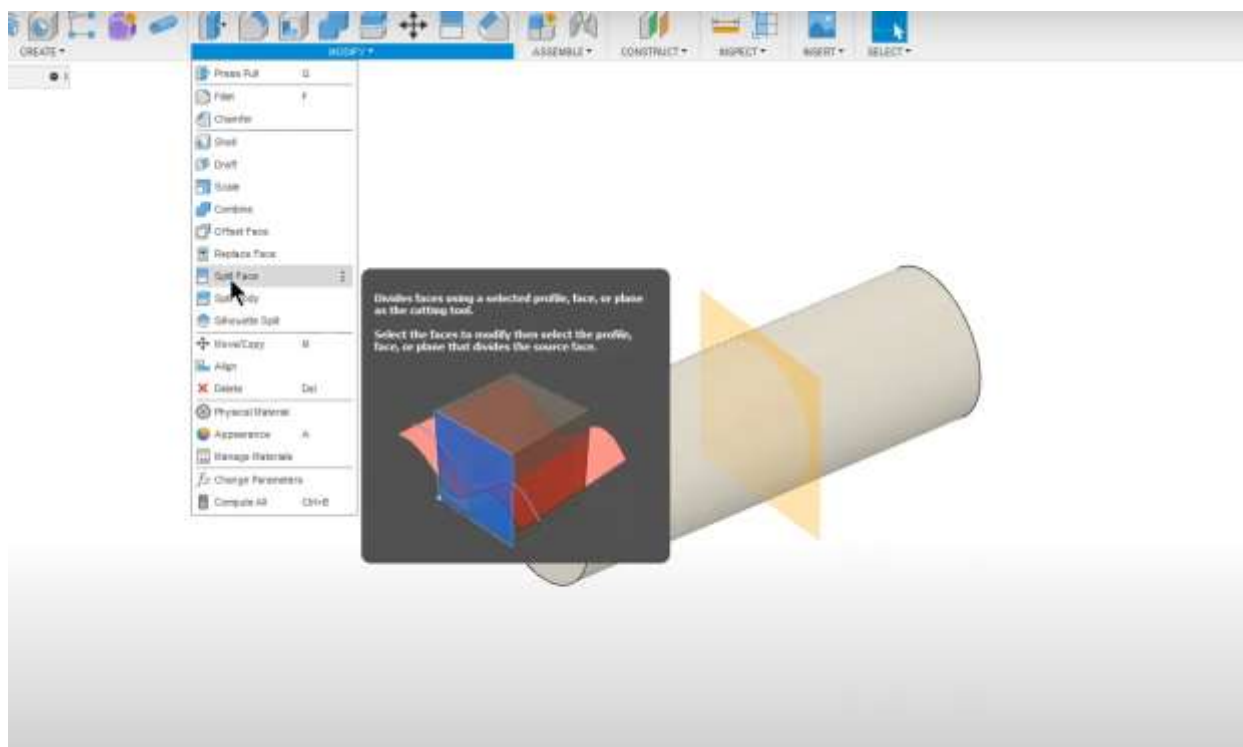 CREATE ▾
MODIFY ▾
ASSEMBLE ▾
CONSTRUCT ▾
INSPECT ▾
INSERT ▾
SELECT ▾
Press Pull Q
Fillet F
Chamfer
Shell
Draft
Scale
Combine
Offset Face
Replace Face
Split Face
Split Body
Silhouette Split
Move/Copy M
Align
Delete Del
Physical Material
Appearance A
Manage Materials
Change Parameters
Compute All Ctrl+B
Divides faces using a selected profile, face, or plane
as the cutting tool.
Select the faces to modify then select the profile,
face, or plane that divides the source face.